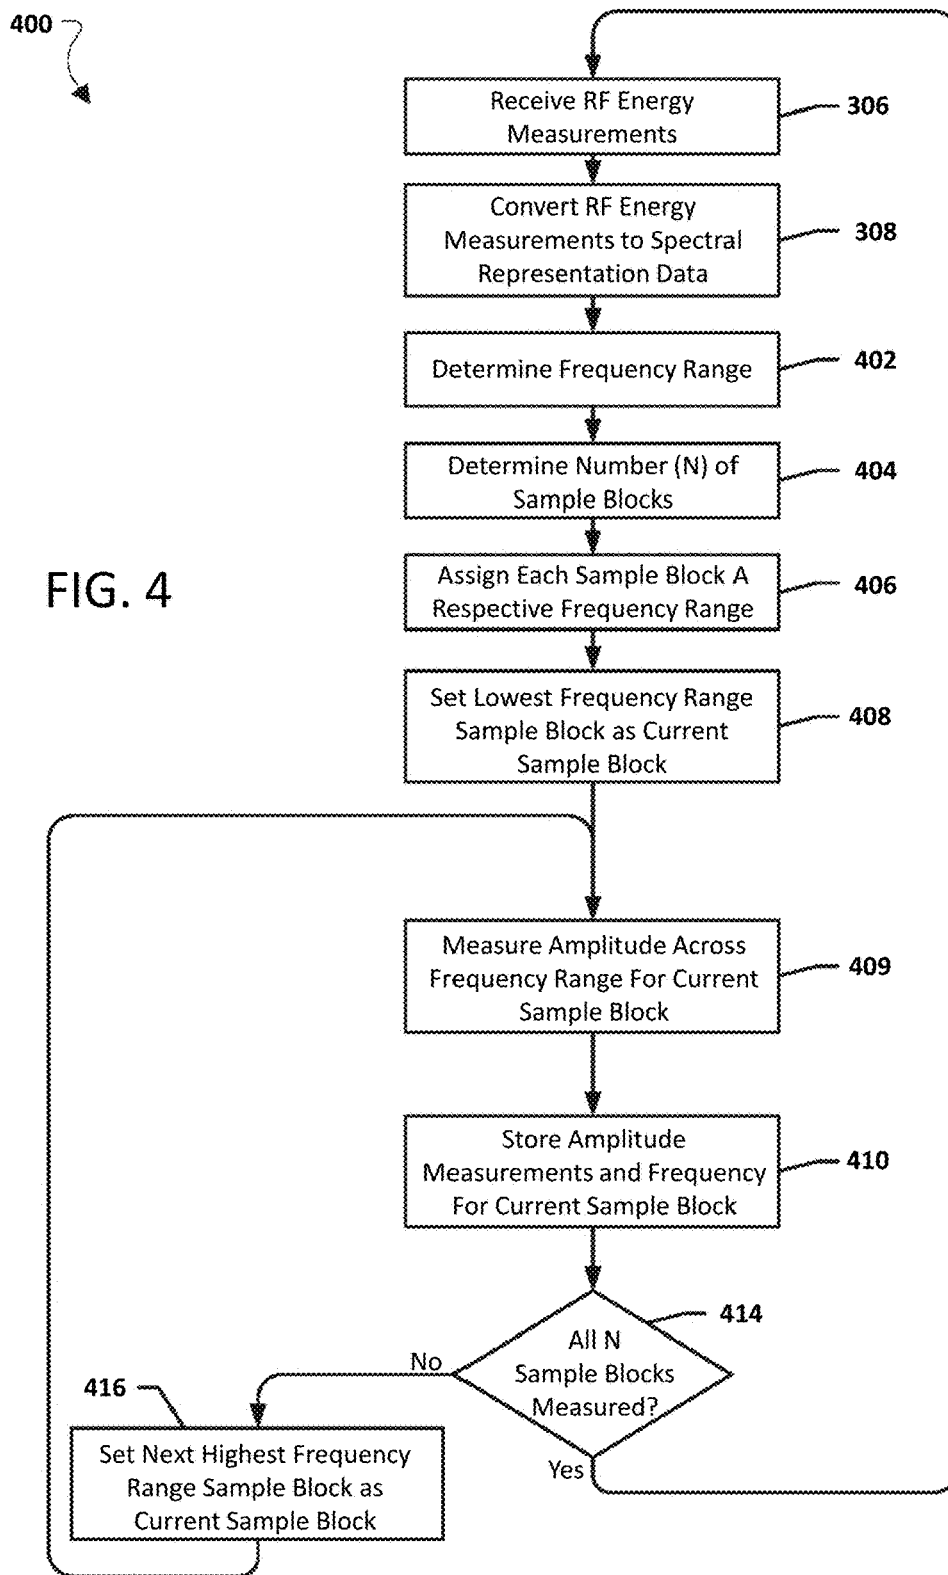 400
Receive RF Energy
Measurements
306
Convert RF Energy
Measurements to Spectral
Representation Data
308
Determine Frequency Range
402
Determine Number (N) of
Sample Blocks
404
FIG. 4
Assign Each Sample Block A
Respective Frequency Range
406
Set Lowest Frequency Range
Sample Block as Current
Sample Block
408
Measure Amplitude Across
Frequency Range For Current
Sample Block
409
Store Amplitude
Measurements and Frequency
For Current Sample Block
410
All N
Sample Blocks
Measured?
414
No
Yes
416
Set Next Highest Frequency
Range Sample Block as
Current Sample Block